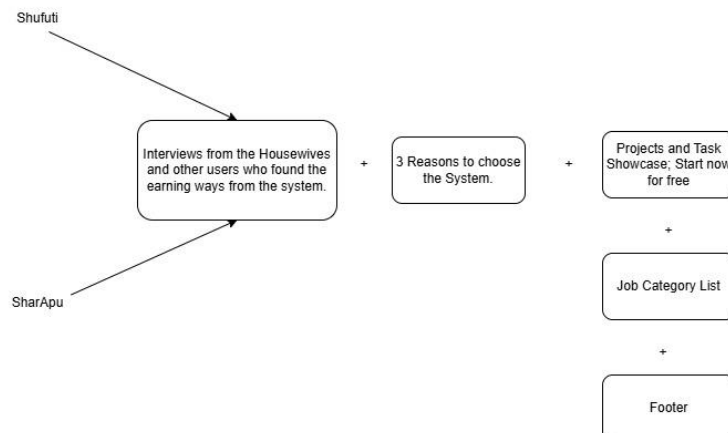 Shufuti
Interviews from the Housewives
and other users who found the
earning ways from the system.
+
3 Reasons to choose
the System.
+
Projects and Task
Showcase; Start now
for free
+
SharApu
Job Category List
+
Footer